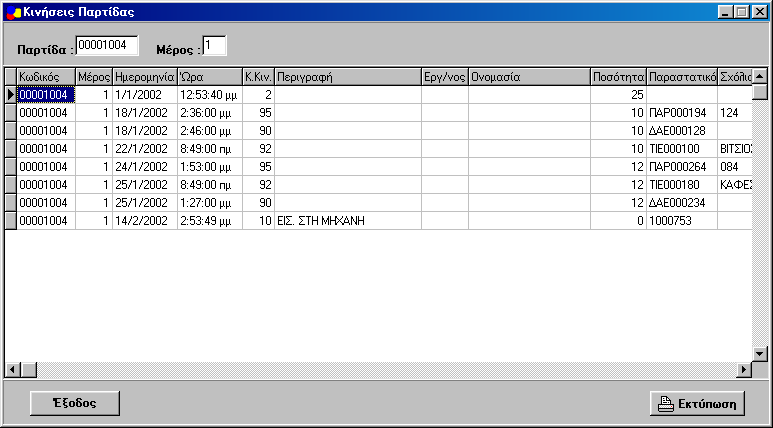 Κινήσεις Παρτίδας
Παρτίδα : 00001004 Μέρος : 1
Κωδικός Μέρος Ημερομηνία Ώρα Κ.Κιν. Περιγραφή Εργ/νος Ονομασία Ποσότητα Παραστατικό Σχόλιο
00001004 1 1/1/2002 12:53:40 μμ 2 25
00001004 1 18/1/2002 2:36:00 μμ 95 10 ΠΑΡ000194 124
00001004 1 18/1/2002 2:46:00 μμ 90 10 ΔΑΕ000128
00001004 1 22/1/2002 8:49:00 πμ 92 10 ΤΙΕ000100 ΒΙΤΣΙΟΣ
00001004 1 24/1/2002 1:53:00 μμ 95 12 ΠΑΡ000264 084
00001004 1 25/1/2002 8:49:00 πμ 92 12 ΤΙΕ000180 ΚΑΦΕΣ
00001004 1 25/1/2002 1:27:00 μμ 90 12 ΔΑΕ000234
00001004 1 14/2/2002 2:53:49 μμ 10 ΕΙΣ. ΣΤΗ ΜΗΧΑΝΗ 0 1000753
Έξοδος Εκτύπωση